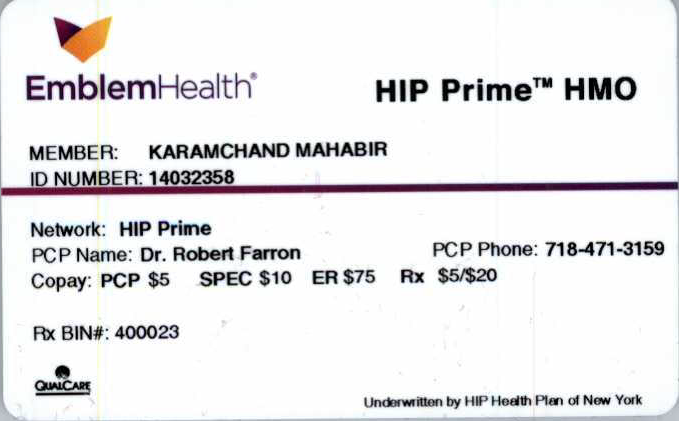 EmblemHealth®
HIP Prime™ HMO
MEMBER: KARAMCHAND MAHABIR
ID NUMBER: 14032358
Network: HIP Prime
PCP Name: Dr. Robert Farron PCP Phone: 718-471-3159
Copay: PCP $5 SPEC $10 ER $75 Rx $5/$20
Rx BIN#: 400023
QUALCARE
Underwritten by HIP Health Plan of New York